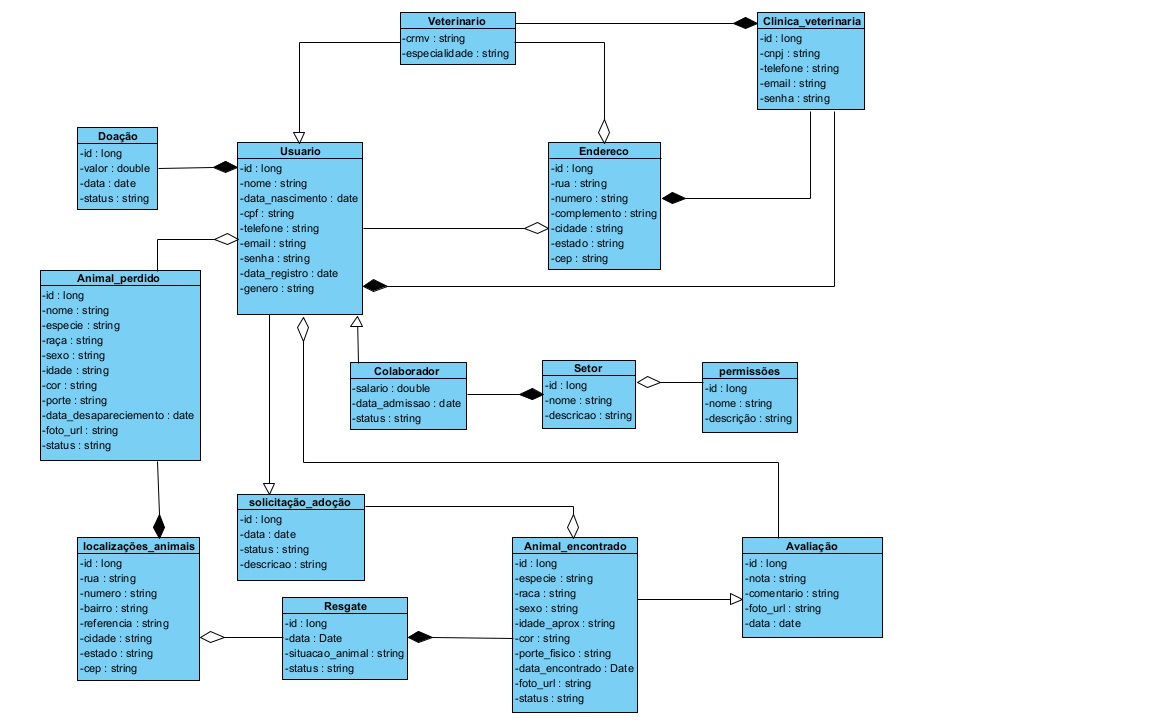 Veterinario
-crmv : string
-especialidade : string
Clinica_veterinaria
-id : long
-cnpj : string
-telefone : string
-email : string
-senha : string
Doação
-id : long
-valor : double
-data : date
-status : string
Usuario
-id : long
-nome : string
-data_nascimento : date
-cpf : string
-telefone : string
-email : string
-senha : string
-data_registro : date
-genero : string
Endereco
-id : long
-rua : string
-numero : string
-complemento : string
-cidade : string
-estado : string
-cep : string
Animal_perdido
-id : long
-nome : string
-especie : string
-raça : string
-sexo : string
-idade : string
-cor : string
-porte : string
-data_desapareciemento : date
-foto_url : string
-status : string
Colaborador
-salario : double
-data_admissao : date
-status : string
Setor
-id : long
-nome : string
-descricao : string
permissões
-id : long
-nome : string
-descrição : string
solicitação_adoção
-id : long
-data : date
-status : string
-descricao : string
localizações_animais
-id : long
-rua : string
-numero : string
-bairro : string
-referencia : string
-cidade : string
-estado : string
-cep : string
Resgate
-id : long
-data : Date
-situacao_animal : string
-status : string
Animal_encontrado
-id : long
-especie : string
-raca : string
-sexo : string
-idade_aprox : string
-cor : string
-porte_fisico : string
-data_encontrado : Date
-foto_url : string
-status : string
Avaliação
-id : long
-nota : string
-comentario : string
-foto_url : string
-data : date